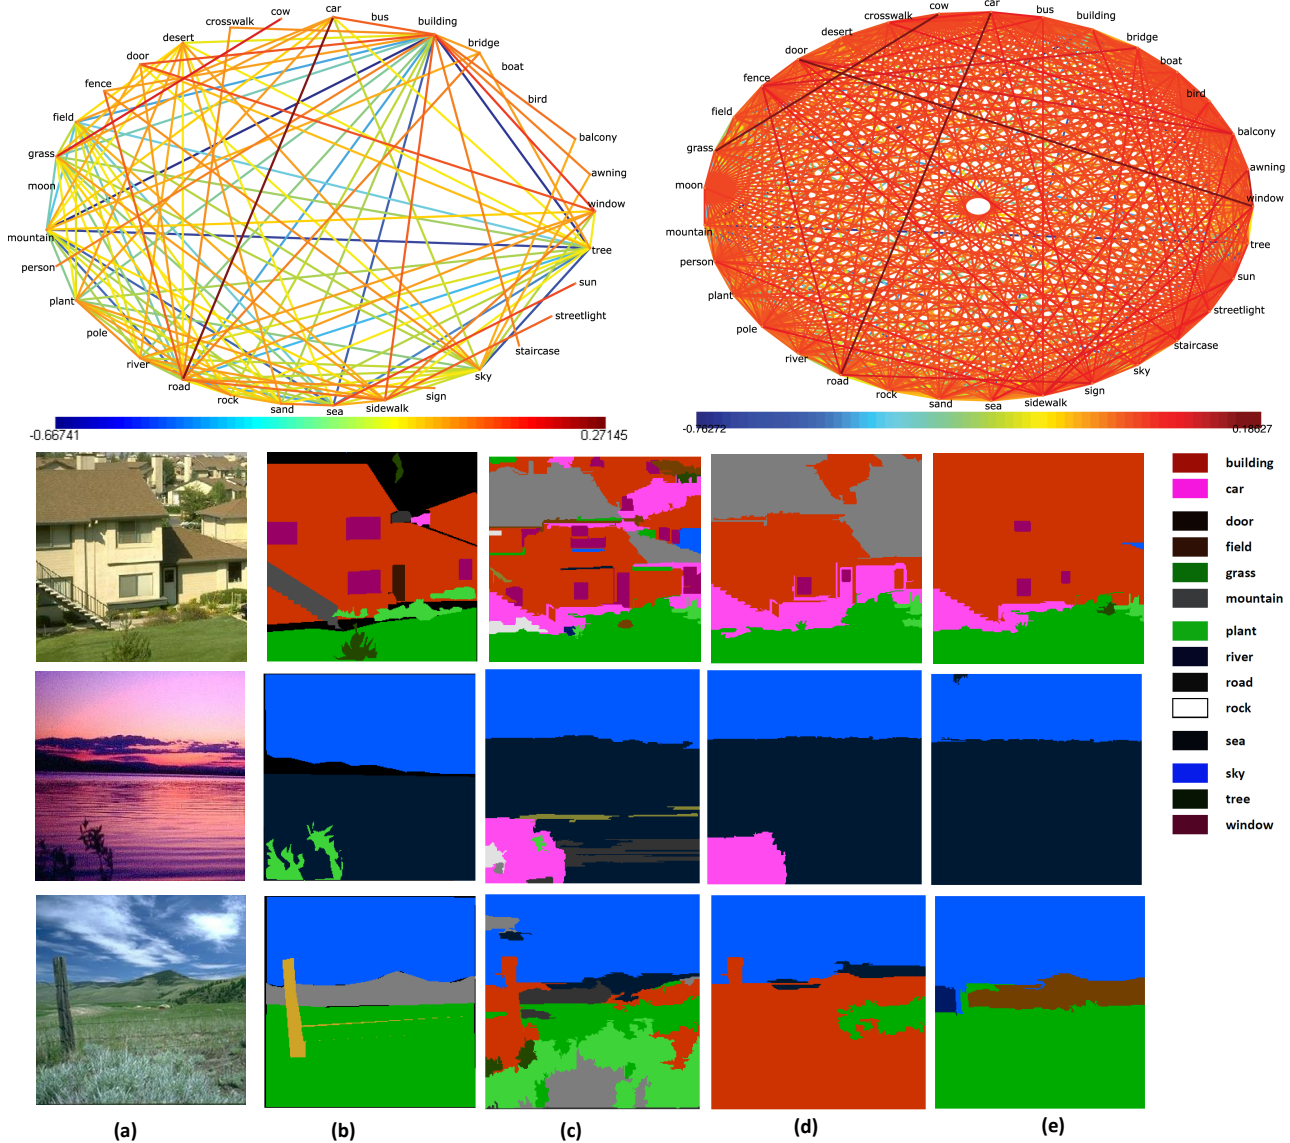 cow
car
bus
building
crosswalk
desert
bridge
door
boat
fence
bird
field
balcony
grass
awning
moon
window
mountain
tree
person
sun
plant
streetlight
pole
staircase
river
sky
road
rock
sign
sand
sea
sidewalk
-0.66741
0.27145
cow
car
bus
building
crosswalk
desert
bridge
door
boat
fence
bird
field
balcony
grass
awning
moon
window
mountain
tree
person
sun
plant
streetlight
pole
staircase
river
sky
road
rock
sign
sand
sea
sidewalk
-0.76272
0.18627
building
car
door
field
grass
mountain
plant
river
road
rock
sea
sky
tree
window
(a)
(b)
(c)
(d)
(e)